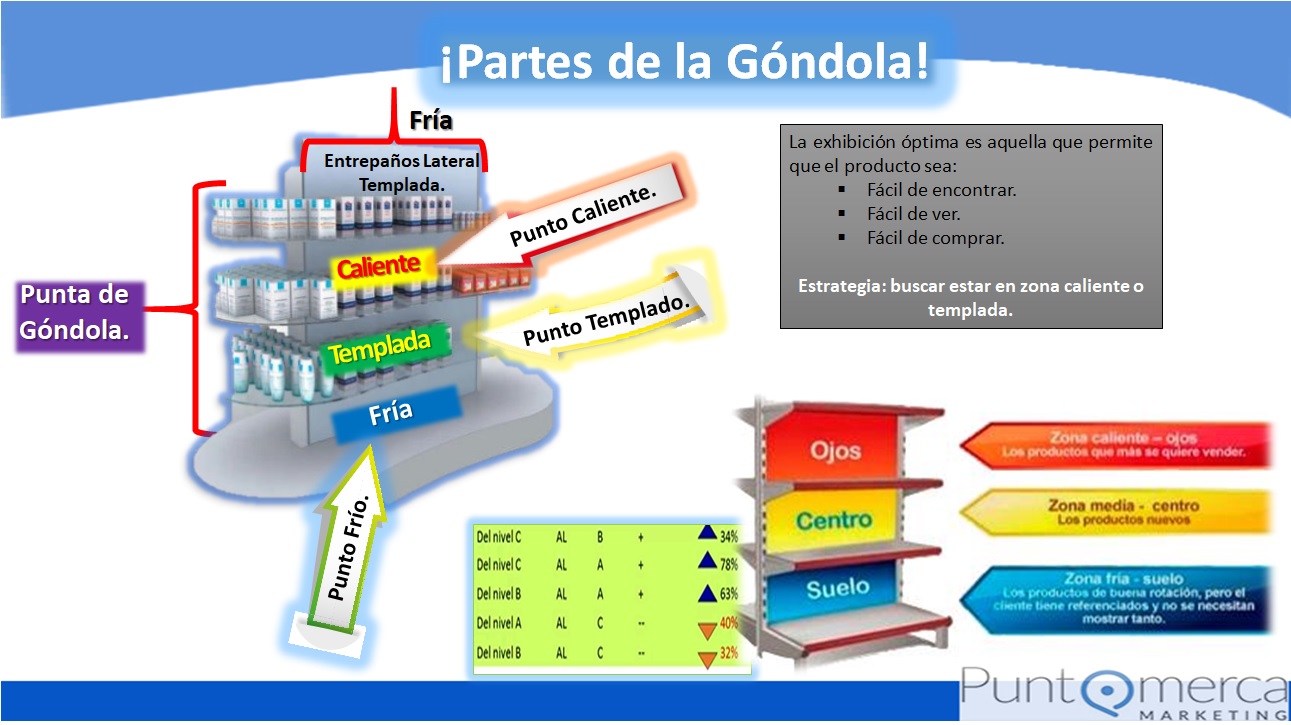 ¡Partes de la Góndola!
Fría
Entrepaños Lateral
Templada.
Punto Caliente.
Caliente
Punta de
Góndola.
Punto Templado.
Templada
Fría
Punto Frío.
La exhibición óptima es aquella que permite
que el producto sea:
▪ Fácil de encontrar.
▪ Fácil de ver.
▪ Fácil de comprar.
Estrategia: buscar estar en zona caliente o
templada.
Del nivel C AL B + 34%
Del nivel C AL A + 78%
Del nivel B AL A + 63%
Del nivel A AL C -- 40%
Del nivel B AL C -- 32%
Ojos
Centro
Suelo
Zona caliente – ojos
Los productos que más se quiere vender.
Zona media - centro
Los productos nuevos
Zona fría - suelo
Los productos de buena rotación, pero el
cliente tiene referenciados y no se necesitan
mostrar tanto.
Puntomerca
MARKETING